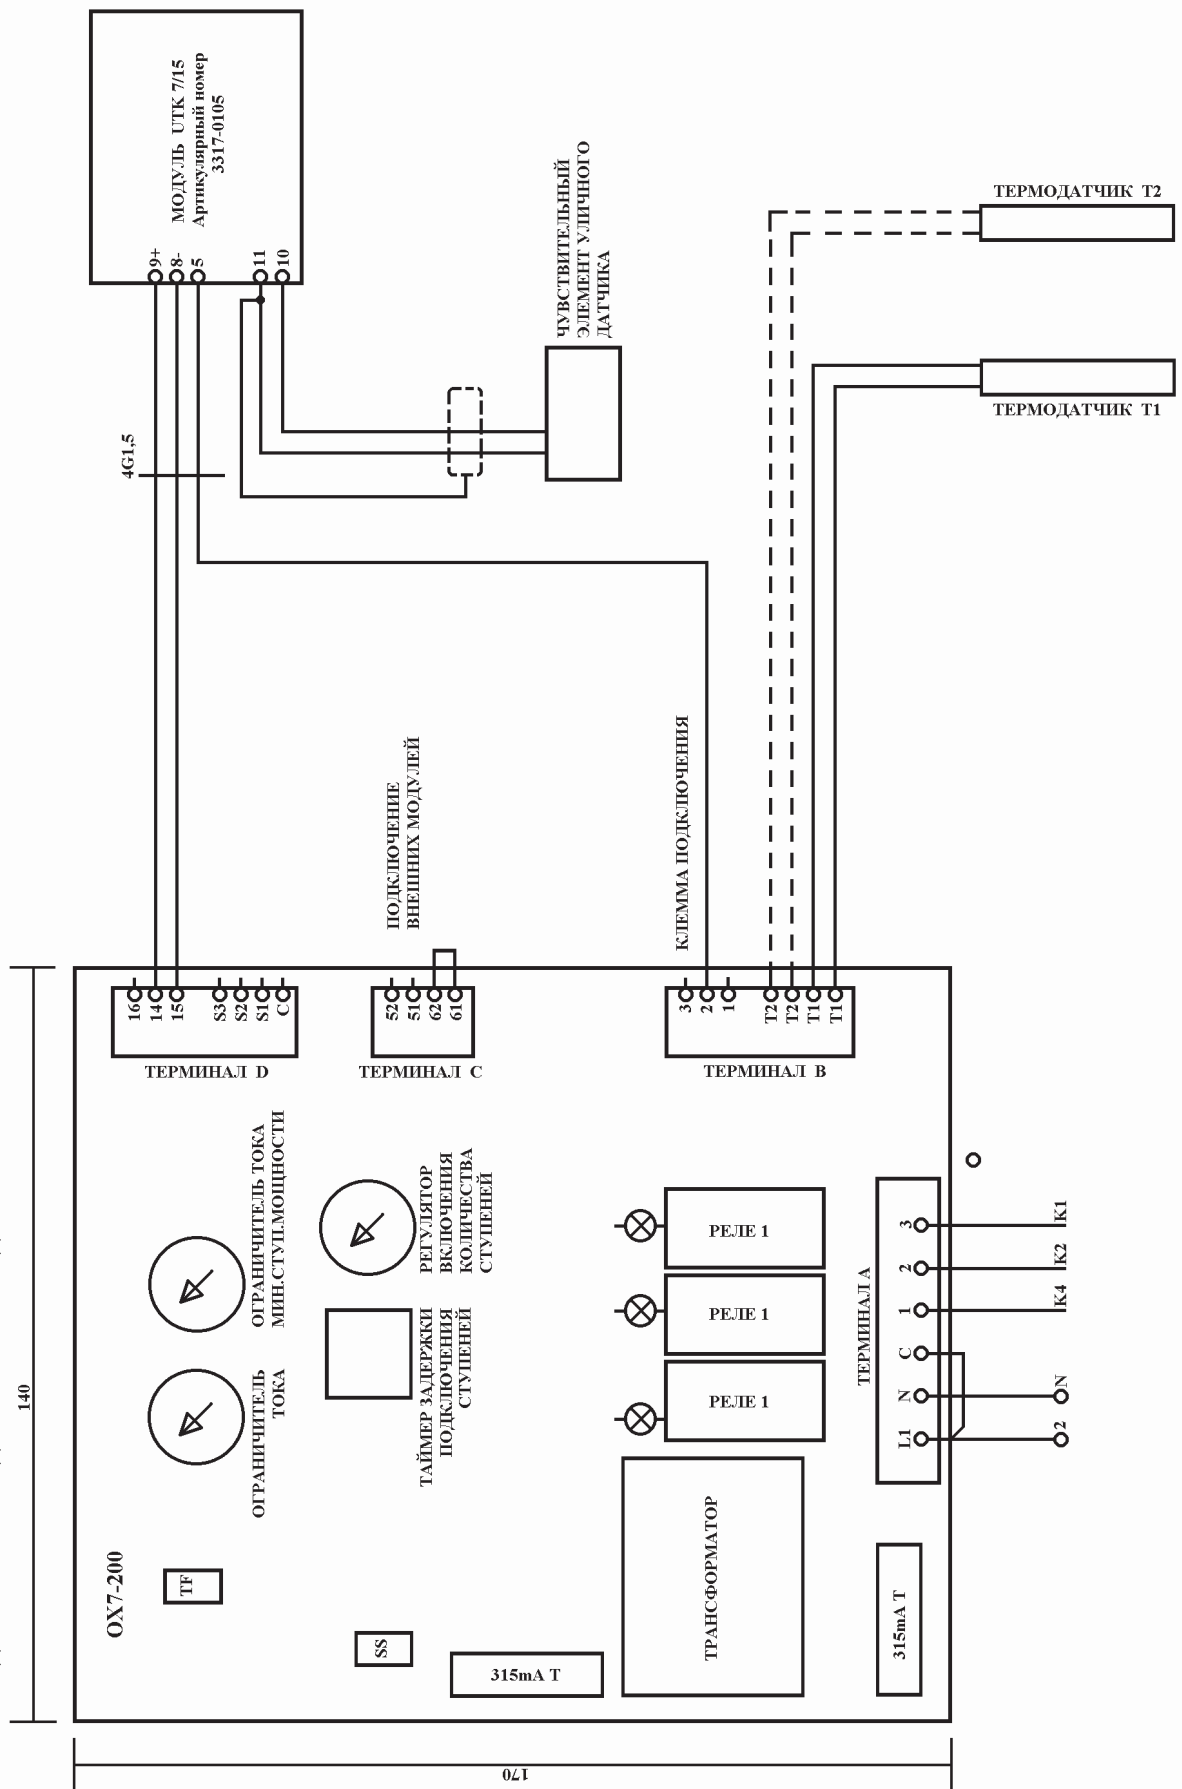 МОДУЛЬ UTK 7/15
Артикулярный номер
3317-0105
9+
8-
5
11
10
4G1,5
ЧУВСТВИТЕЛЬНЫЙ
ЭЛЕМЕНТ УЛИЧНОГО
ДАТЧИКА
ТЕРМОДАТЧИК T2
ТЕРМОДАТЧИК T1
ПОДКЛЮЧЕНИЕ
ВНЕШНИХ МОДУЛЕЙ
КЛЕММА ПОДКЛЮЧЕНИЯ
140
16
14
15
S3
S2
S1
C
ТЕРМИНАЛ D
52
51
62
61
ТЕРМИНАЛ C
3
2
1
T2
T2
T1
T1
ТЕРМИНАЛ B
ОГРАНИЧИТЕЛЬ ТОКА
МИН.СТУП.МОЩНОСТИ
РЕГУЛЯТОР
ВКЛЮЧЕНИЯ
КОЛИЧЕСТВА
СТУПЕНЕЙ
ОГРАНИЧИТЕЛЬ
ТОКА
ТАЙМЕР ЗАДЕРЖКИ
ПОДКЛЮЧЕНИЯ
СТУПЕНЕЙ
РЕЛЕ 1
РЕЛЕ 1
РЕЛЕ 1
ТЕРМИНАЛ A
3
2
1
C
N
L1
K1
K2
K4
N
2
OX7-200
TF
SS
315mA T
ТРАНСФОРМАТОР
315mA T
170